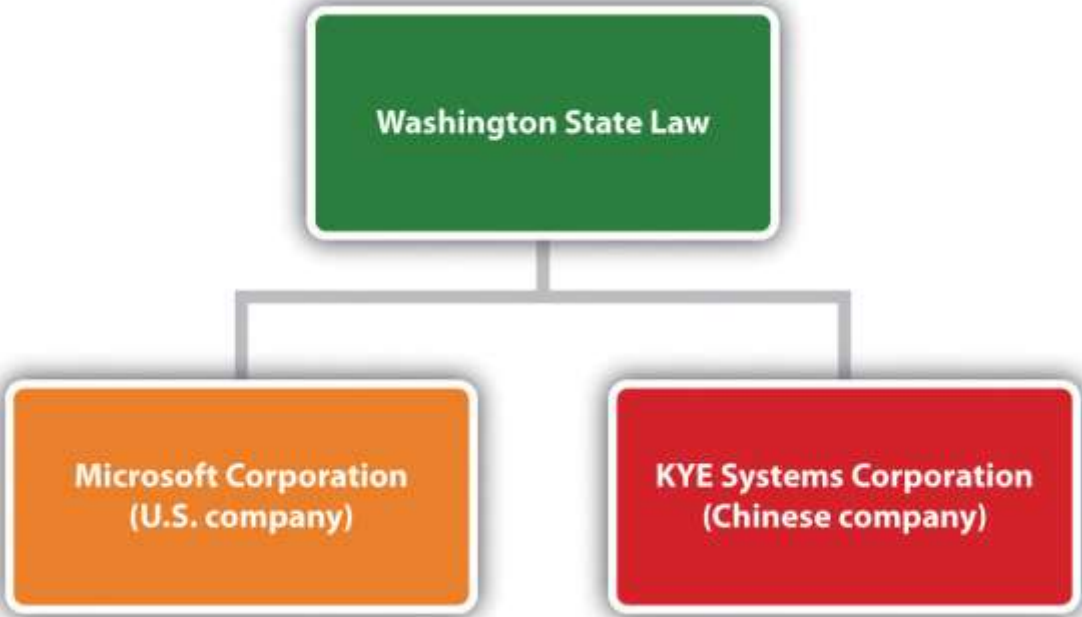 Washington State Law
Microsoft Corporation
(U.S. company)
KYE Systems Corporation
(Chinese company)